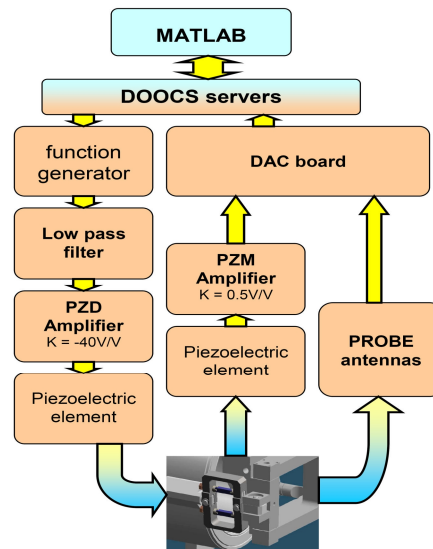 MATLAB
DOOCS servers
function
generator
Low pass
filter
PZD
Amplifier
K = -40V/V
Piezoelectric
element
DAC board
PZM
Amplifier
K = 0.5V/V
Piezoelectric
element
PROBE
antennas